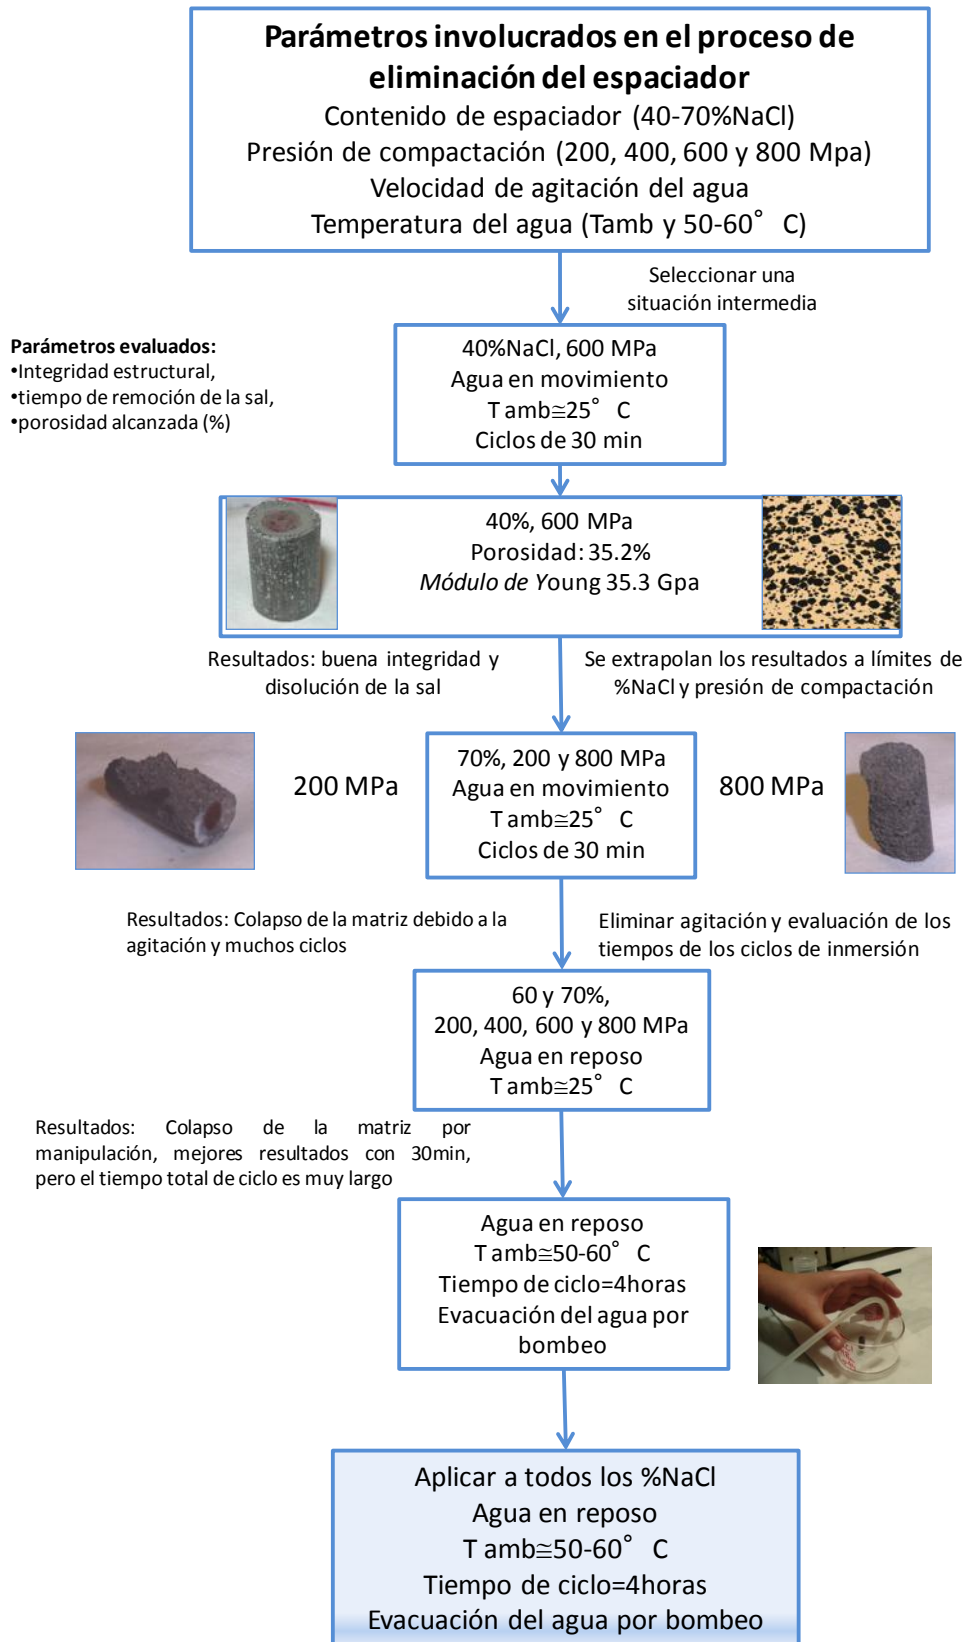 Parámetros involucrados en el proceso de
eliminación del espaciador
Contenido de espaciador (40-70%NaCl)
Presión de compactación (200, 400, 600 y 800 Mpa)
Velocidad de agitación del agua
Temperatura del agua (Tamb y 50-60° C)
Seleccionar una
situación intermedia
Parámetros evaluados:
•Integridad estructural,
•tiempo de remoción de la sal,
•porosidad alcanzada (%)
40%NaCl, 600 MPa
Agua en movimiento
T amb≅25° C
Ciclos de 30 min
40%, 600 MPa
Porosidad: 35.2%
Módulo de Young 35.3 Gpa
Resultados: buena integridad y
disolución de la sal
Se extrapolan los resultados a límites de
%NaCl y presión de compactación
200 MPa
70%, 200 y 800 MPa
Agua en movimiento
T amb≅25° C
Ciclos de 30 min
800 MPa
Resultados: Colapso de la matriz debido a la
agitación y muchos ciclos
Eliminar agitación y evaluación de los
tiempos de los ciclos de inmersión
60 y 70%,
200, 400, 600 y 800 MPa
Agua en reposo
T amb≅25° C
Resultados: Colapso de la matriz por
manipulación, mejores resultados con 30min,
pero el tiempo total de ciclo es muy largo
Agua en reposo
T amb≅50-60° C
Tiempo de ciclo=4horas
Evacuación del agua por
bombeo
Aplicar a todos los %NaCl
Agua en reposo
T amb≅50-60° C
Tiempo de ciclo=4horas
Evacuación del agua por bombeo